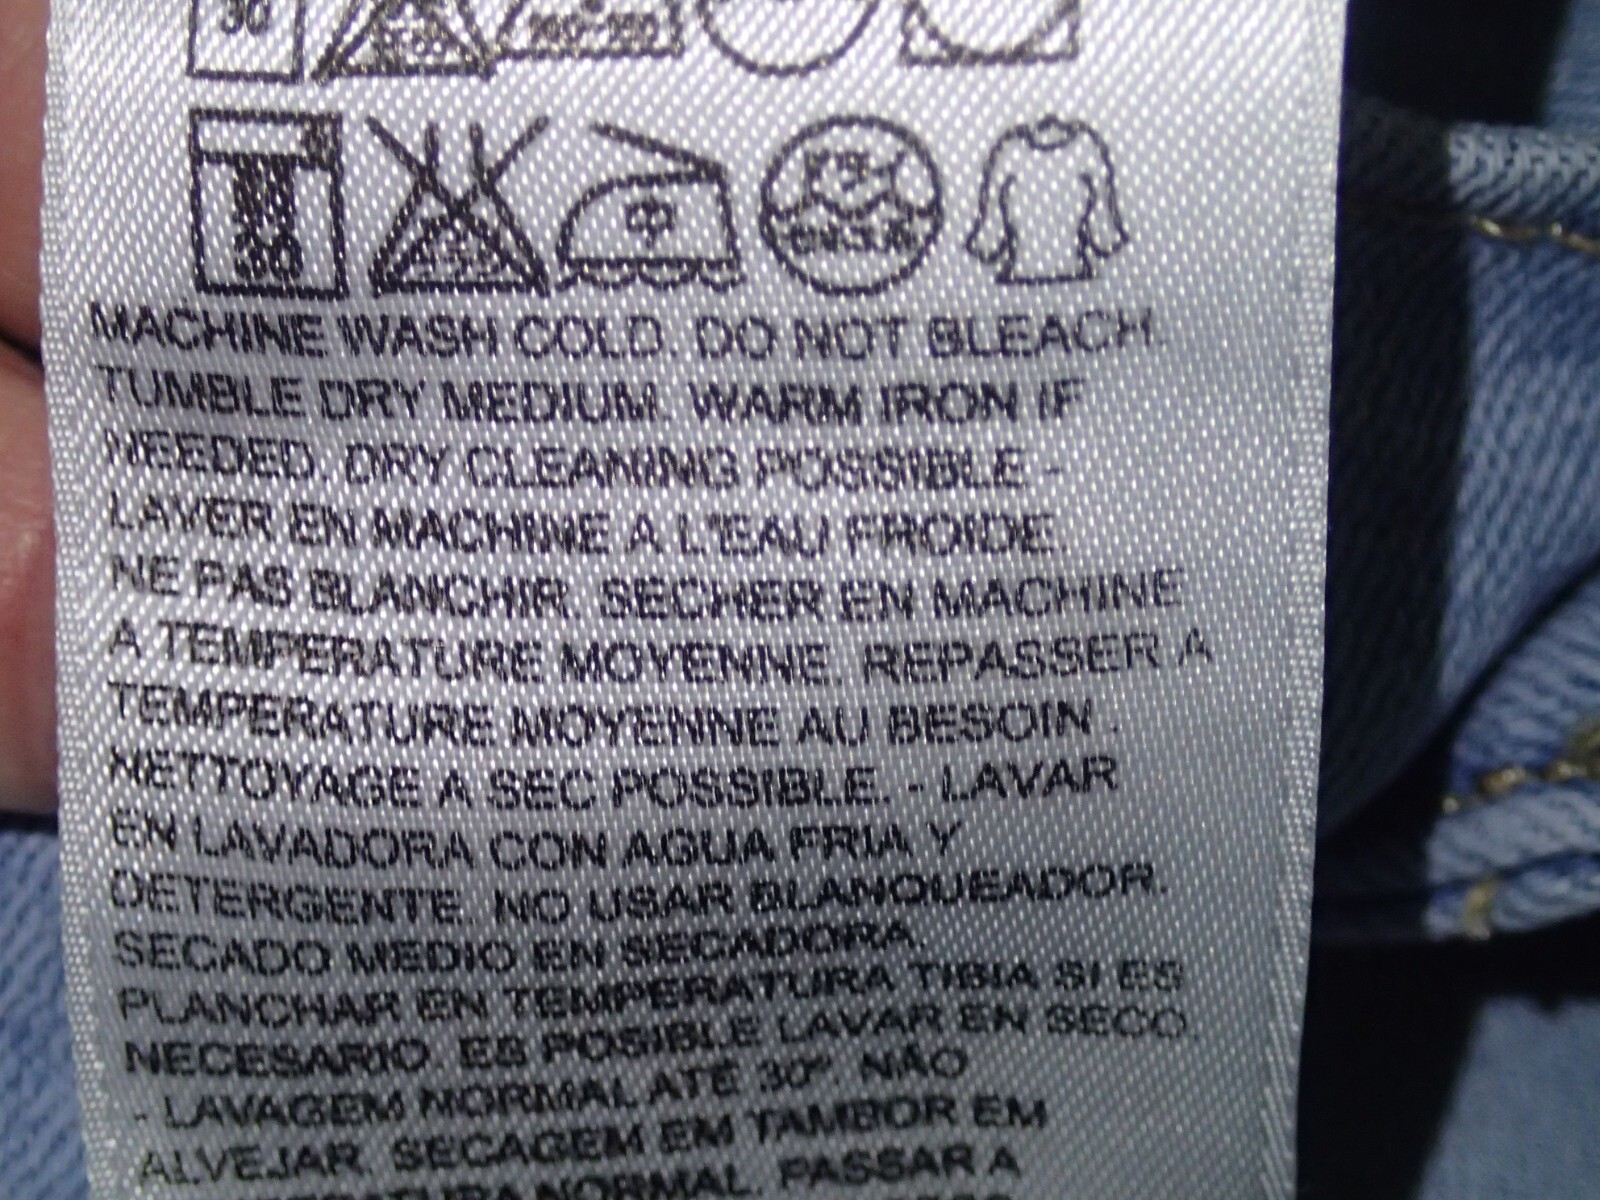 30
30
MACHINE WASH COLD. DO NOT BLEACH
TUMBLE DRY MEDIUM. WARM IRON IF
NEEDED. DRY CLEANING POSSIBLE -
LAVER EN MACHINE A L'EAU FROIDE.
NE PAS BLANCHIR. SECHER EN MACHINE
A TEMPERATURE MOYENNE. REPASSER A
TEMPERATURE MOYENNE AU BESOIN .
NETTOYAGE A SEC POSSIBLE. - LAVAR
EN LAVADORA CON AGUA FRIA Y
DETERGENTE. NO USAR BLANQUEADOR.
SECADO MEDIO EN SECADORA.
PLANCHAR EN TEMPERATURA TIBIA SI ES
NECESARIO. ES POSIBLE LAVAR EN SECO.
- LAVAGEM NORMAL ATÉ 30°. NÃO
ALVEJAR. SECAGEM EM TAMBOR EM
NORMAL. PASSAR A